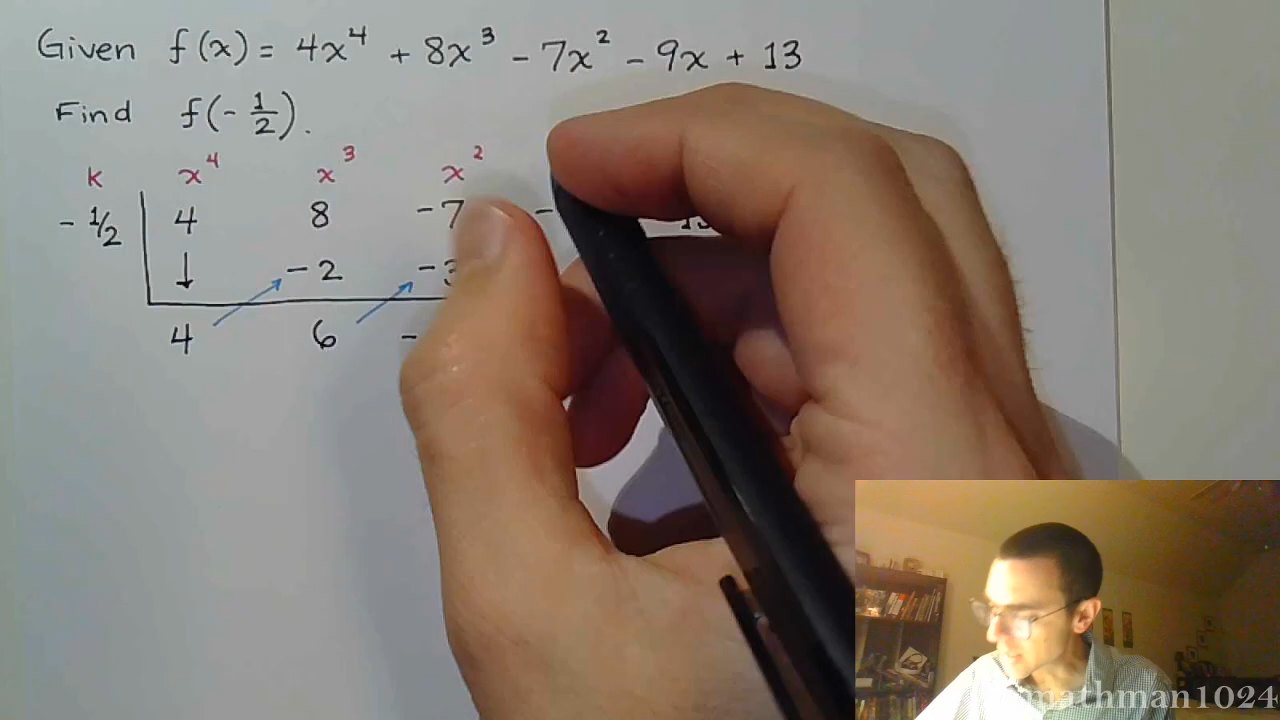 Given f(x) = 4x⁴ + 8x³ - 7x² - 9x + 13
Find f(-1/2).
k x⁴ x³ x²
-1/2 4 8 -7 -
-2 -3
4 6 -
mathman1024